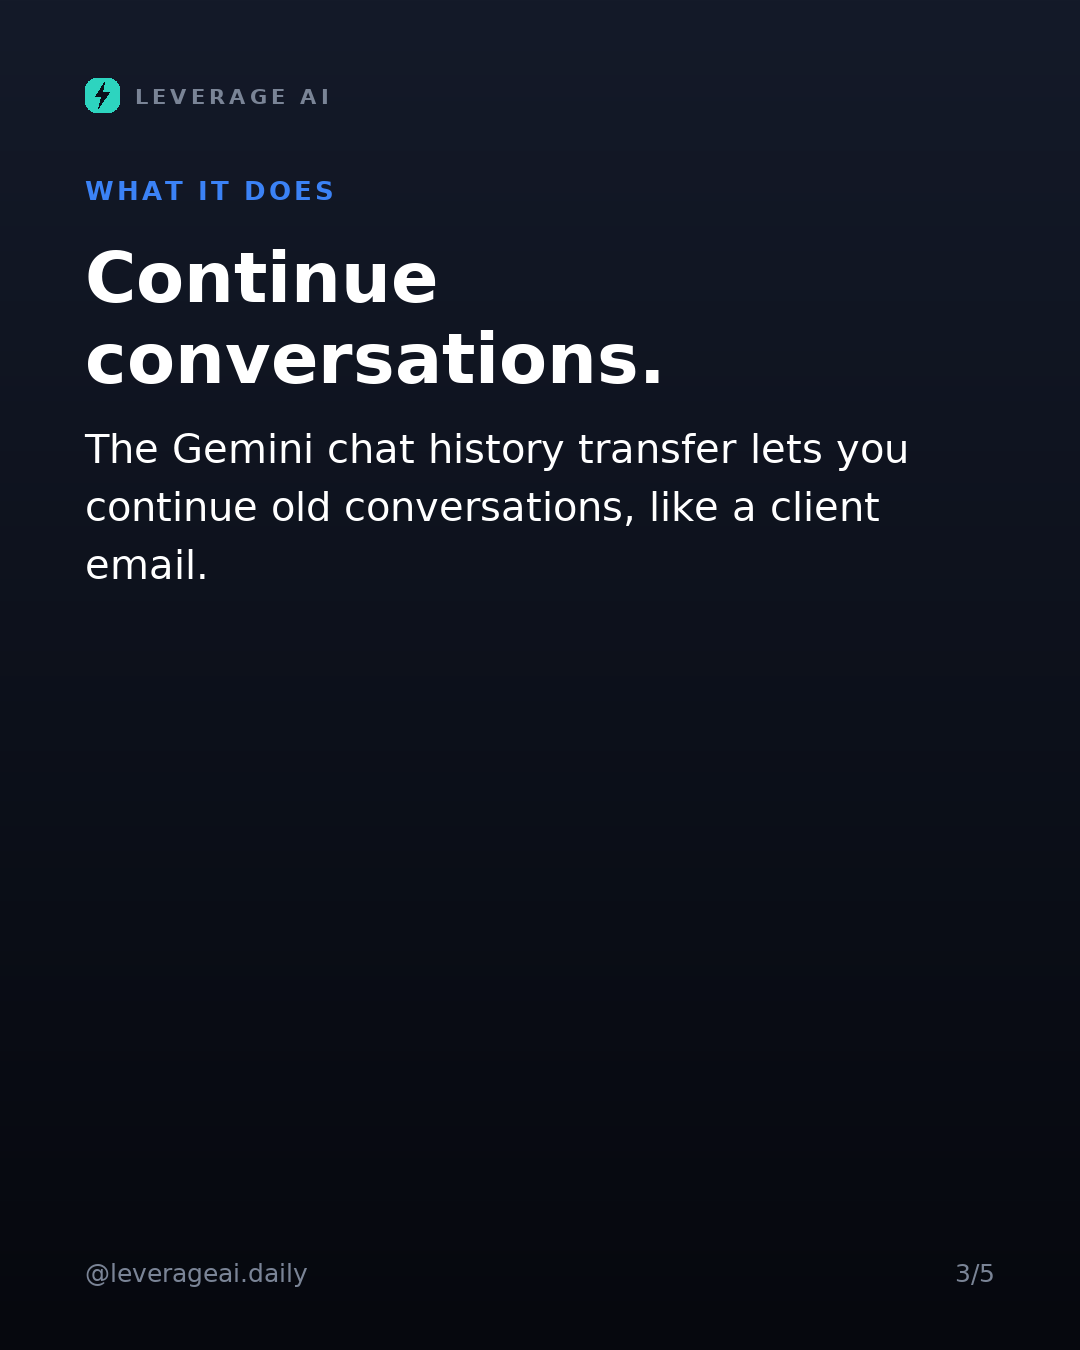 LEVERAGE AI
WHAT IT DOES
Continue
conversations.
The Gemini chat history transfer lets you
continue old conversations, like a client
email.
@leverageai.daily
3/5